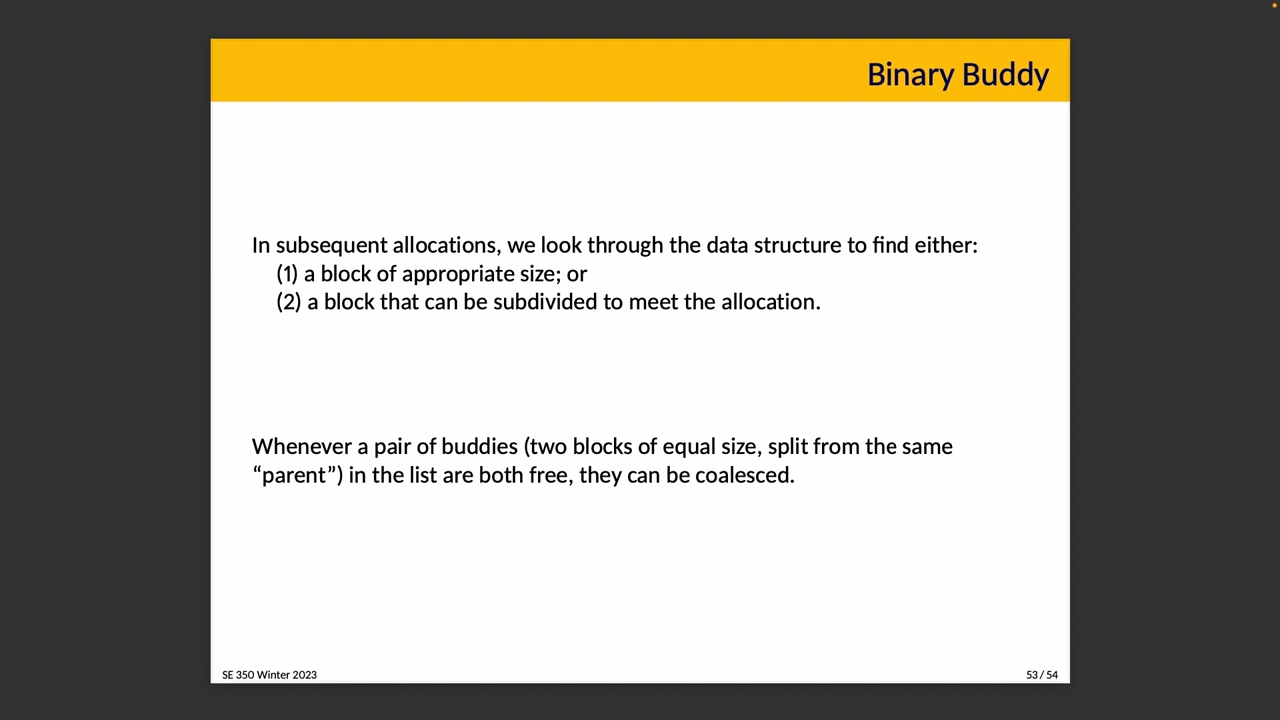 Binary Buddy
In subsequent allocations, we look through the data structure to find either:
(1) a block of appropriate size; or
(2) a block that can be subdivided to meet the allocation.
Whenever a pair of buddies (two blocks of equal size, split from the same
“parent”) in the list are both free, they can be coalesced.
SE 350 Winter 2023
53 / 54